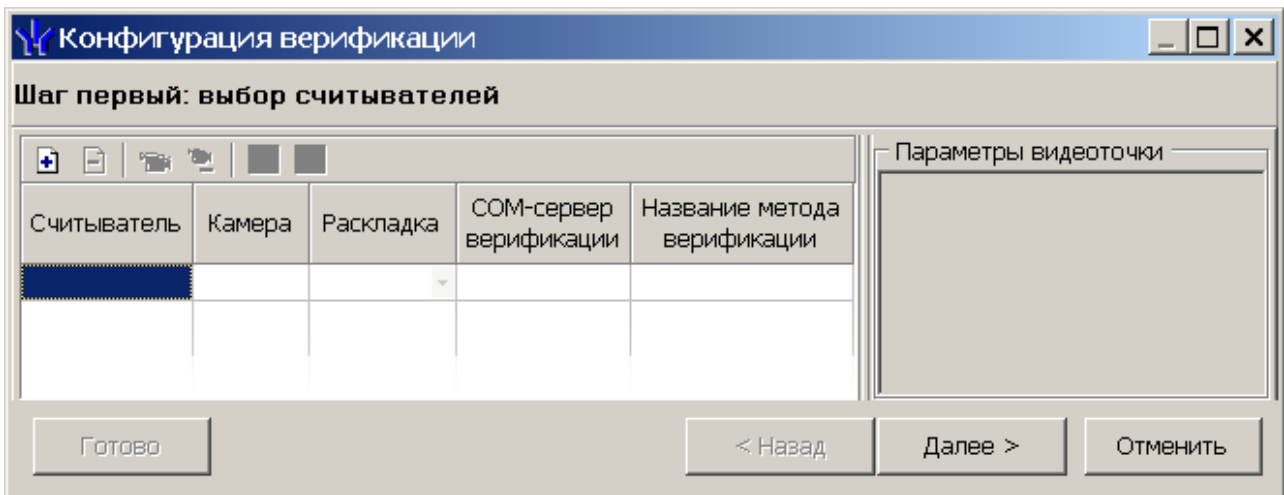 Конфигурация верификации
Шаг первый: выбор считывателей
Параметры видеоточки
Считыватель Камера Раскладка COM-сервер верификации Название метода верификации
Готово < Назад Далее > Отменить